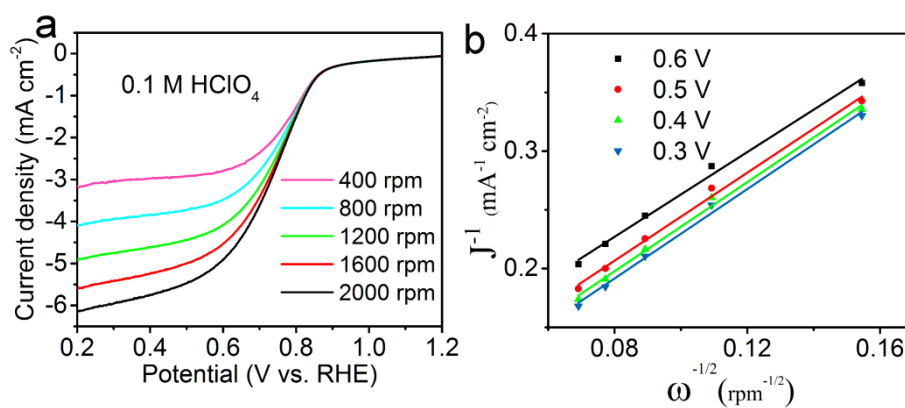 a
0.1 M HClO4
400 rpm
800 rpm
1200 rpm
1600 rpm
2000 rpm
0
-1
-2
-3
-4
-5
-6
0.2 0.4 0.6 0.8 1.0 1.2
Potential (V vs. RHE)
Current density (mA cm-2)
b
0.6 V
0.5 V
0.4 V
0.3 V
0.4
0.3
0.2
0.08 0.12 0.16
ω-1/2 (rpm-1/2)
J-1 (mA-1 cm-2)